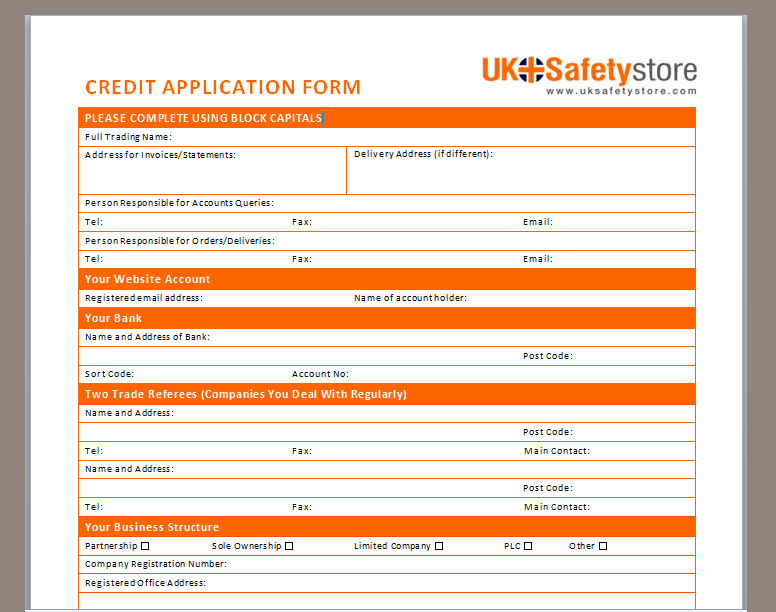 UK Safetystore
www.uksafetystore.com
CREDIT APPLICATION FORM
PLEASE COMPLETE USING BLOCK CAPITALS
Full Trading Name:
Address for Invoices/Statements: Delivery Address (if different):
Person Responsible for Accounts Queries:
Tel: Fax: Email:
Person Responsible for Orders/Deliveries:
Tel: Fax: Email:
Your Website Account
Registered email address: Name of account holder:
Your Bank
Name and Address of Bank:
Post Code:
Sort Code: Account No:
Two Trade Referees (Companies You Deal With Regularly)
Name and Address:
Post Code:
Tel: Fax: Main Contact:
Name and Address:
Post Code:
Tel: Fax: Main Contact:
Your Business Structure
Partnership Sole Ownership Limited Company PLC Other
Company Registration Number:
Registered Office Address: